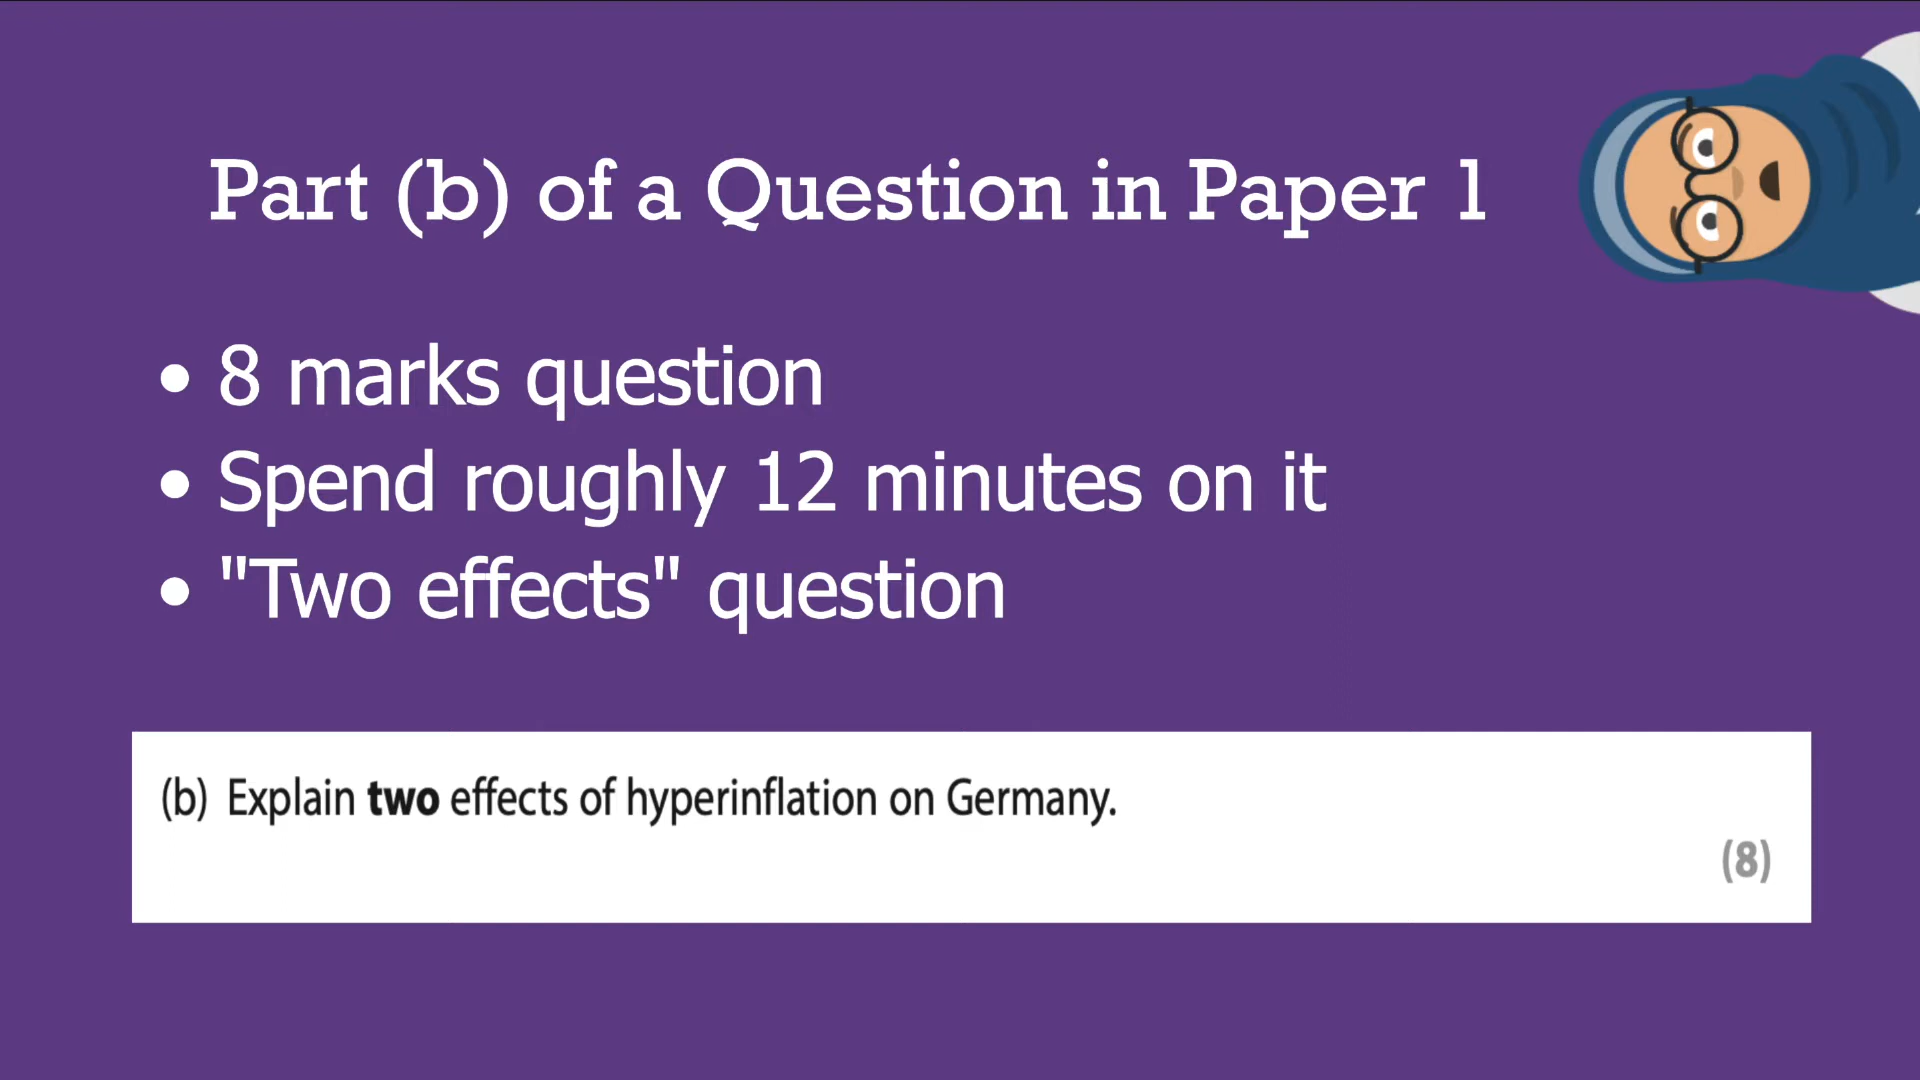 Part (b) of a Question in Paper 1
• 8 marks question
• Spend roughly 12 minutes on it
• "Two effects" question
(b) Explain two effects of hyperinflation on Germany.
(8)